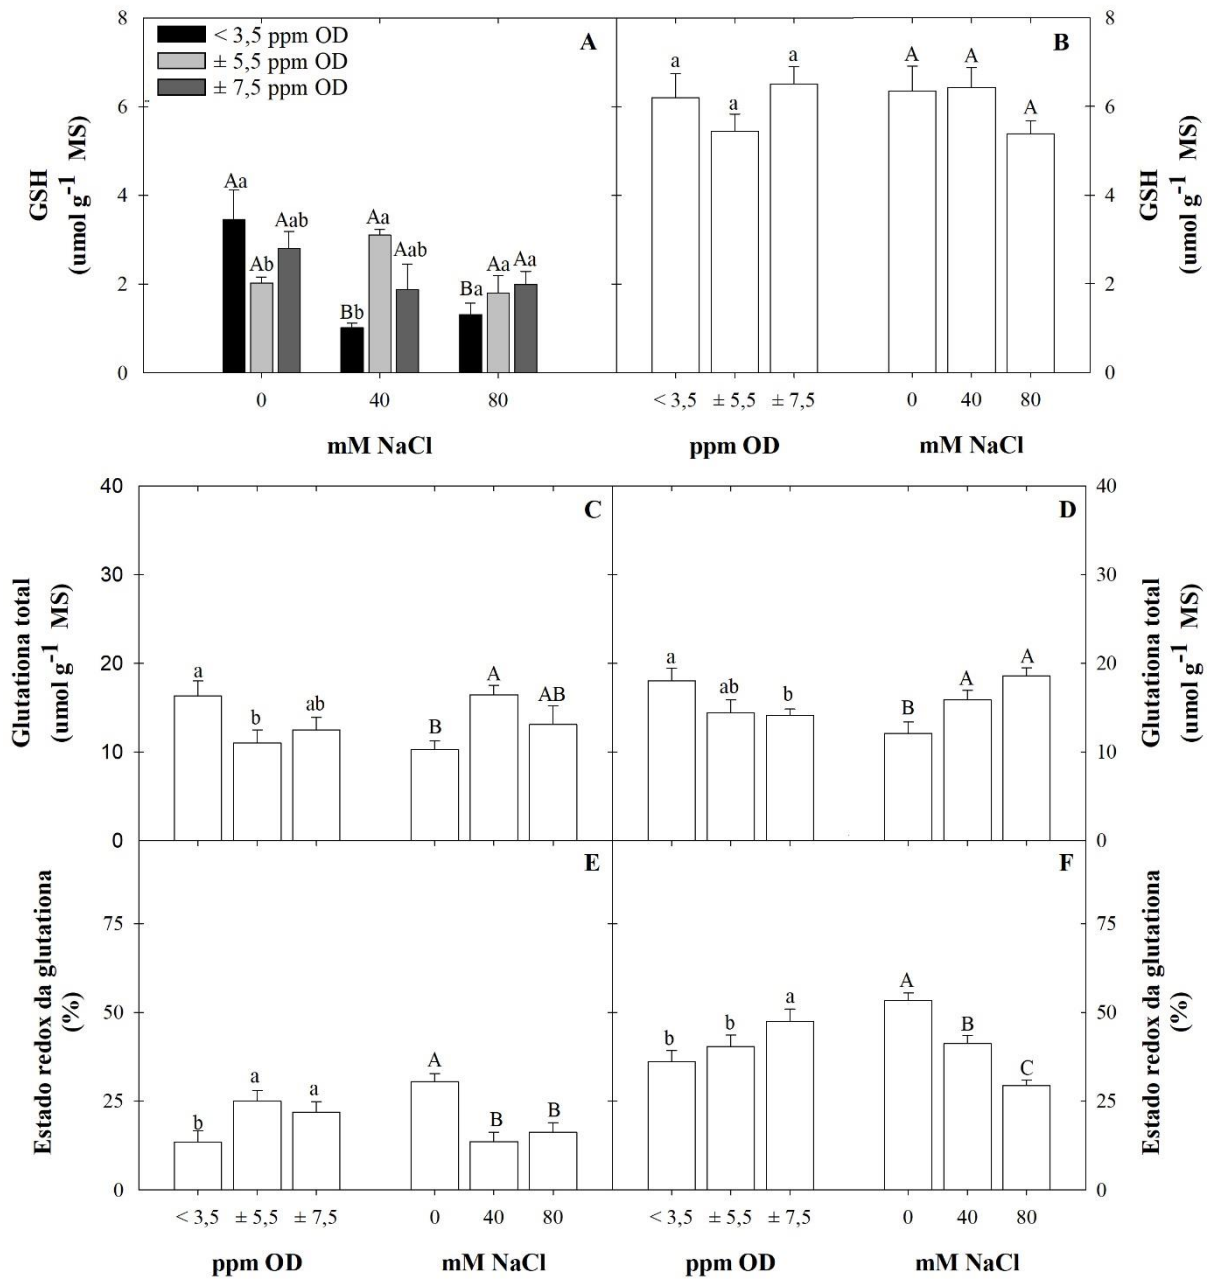 8
6
4
2
0
GSH
(umol g-1 MS)
< 3,5 ppm OD
± 5,5 ppm OD
± 7,5 ppm OD
A
Aa
Ab
Aab
Bb
Aa
Aab
Ba
Aa
Aa
0
40
80
mM NaCl
B
a
a
a
A
A
A
8
6
4
2
0
GSH
(umol g-1 MS)
< 3,5
± 5,5
± 7,5
ppm OD
0
40
80
mM NaCl
40
30
20
10
0
Glutationa total
(umol g-1 MS)
C
a
b
ab
B
A
AB
D
a
ab
b
B
A
A
40
30
20
10
0
Glutationa total
(umol g-1 MS)
75
50
25
0
Estado redox da glutationa
(%)
E
b
a
a
A
B
B
< 3,5
± 5,5
± 7,5
ppm OD
0
40
80
mM NaCl
F
b
b
a
A
B
C
75
50
25
0
Estado redox da glutationa
(%)
< 3,5
± 5,5
± 7,5
ppm OD
0
40
80
mM NaCl